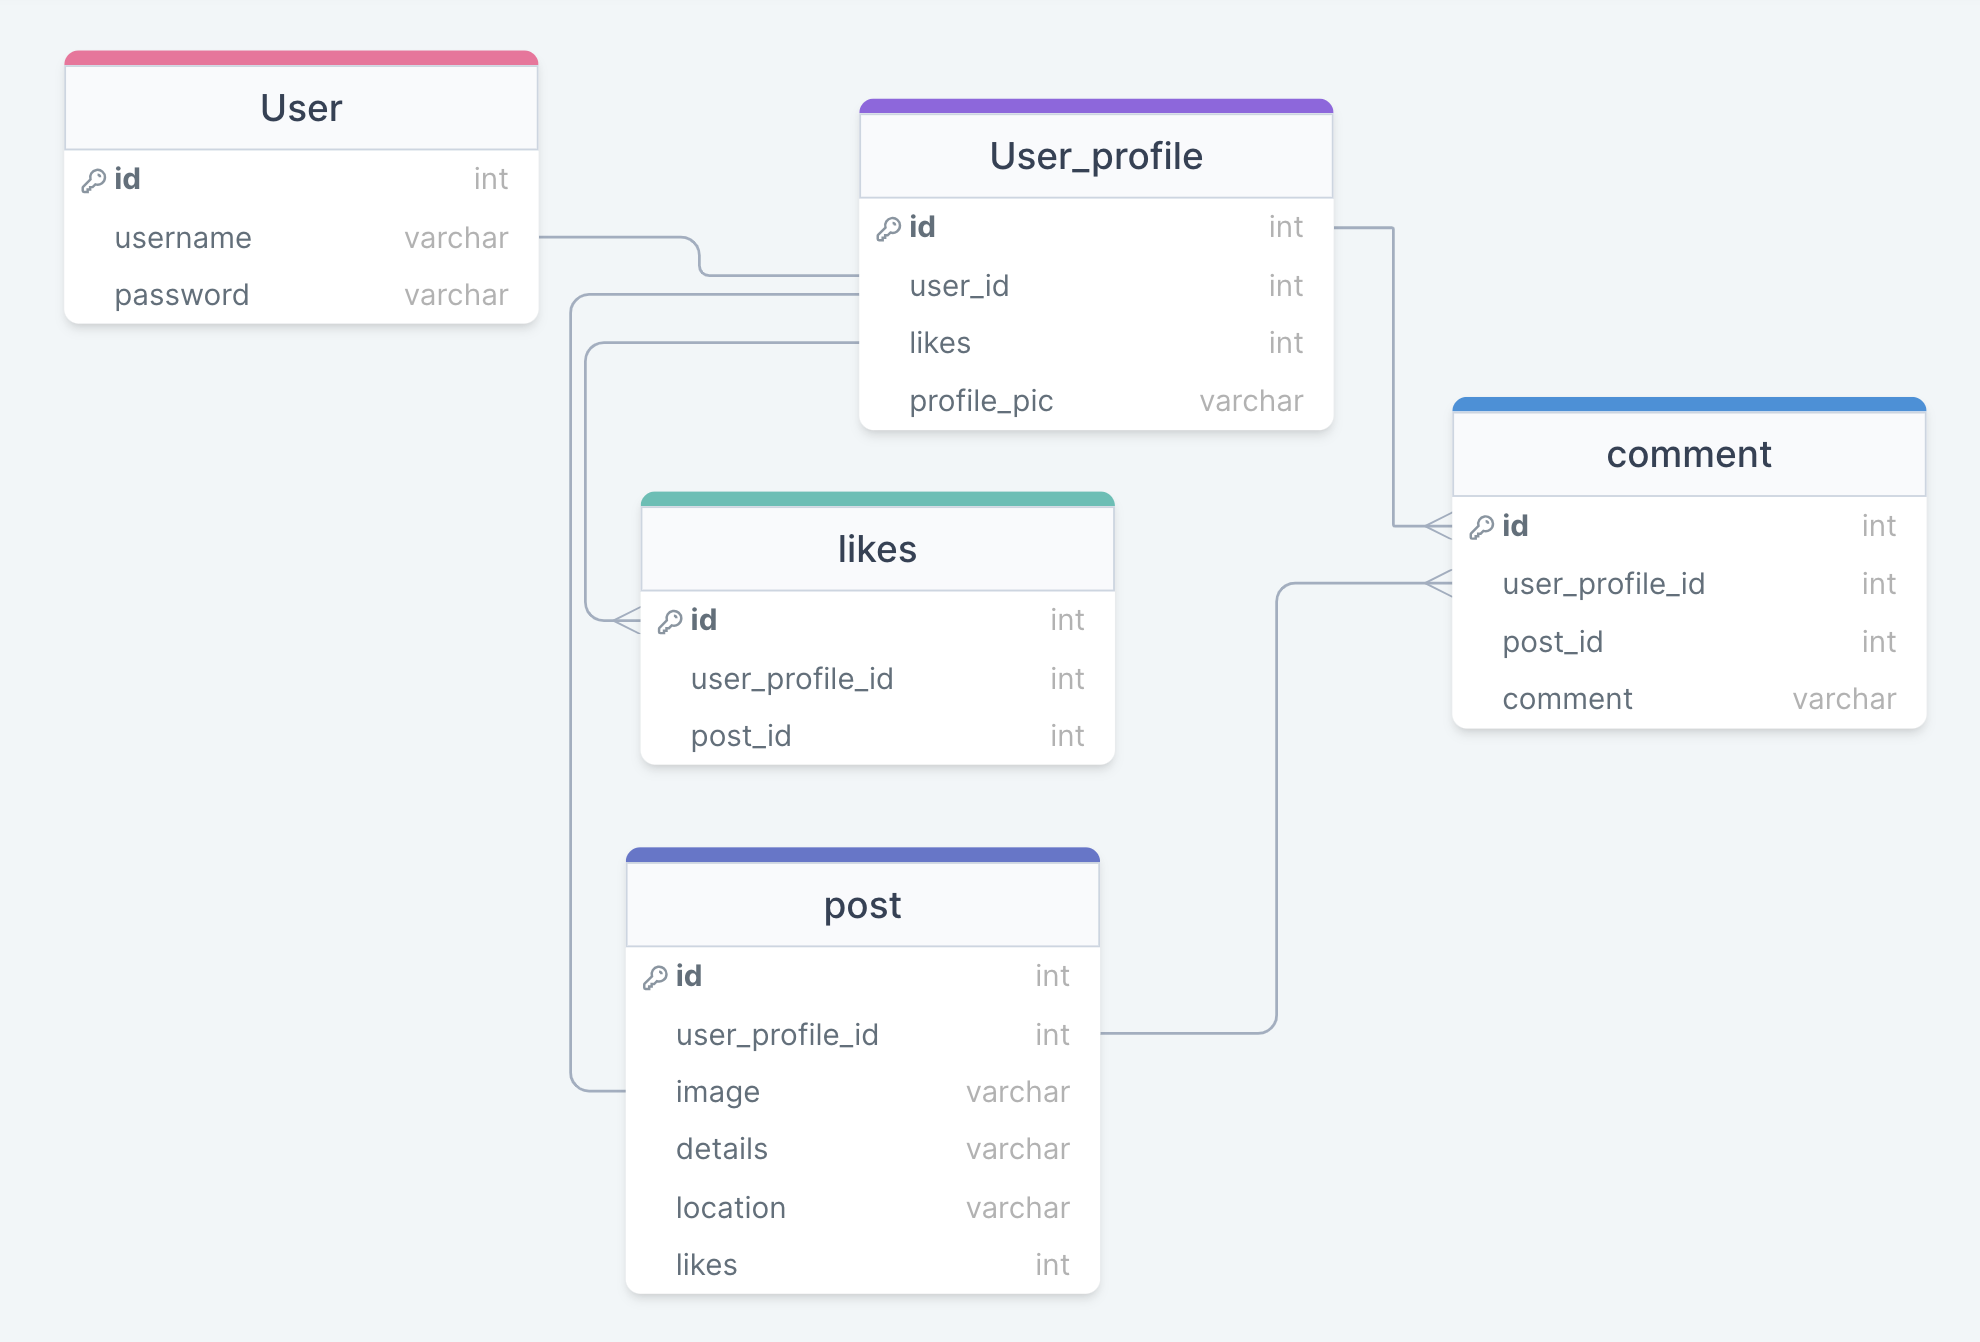 User
id int
username varchar
password varchar
User_profile
id int
user_id int
likes int
profile_pic varchar
likes
id int
user_profile_id int
post_id int
comment
id int
user_profile_id int
post_id int
comment varchar
post
id int
user_profile_id int
image varchar
details varchar
location varchar
likes int